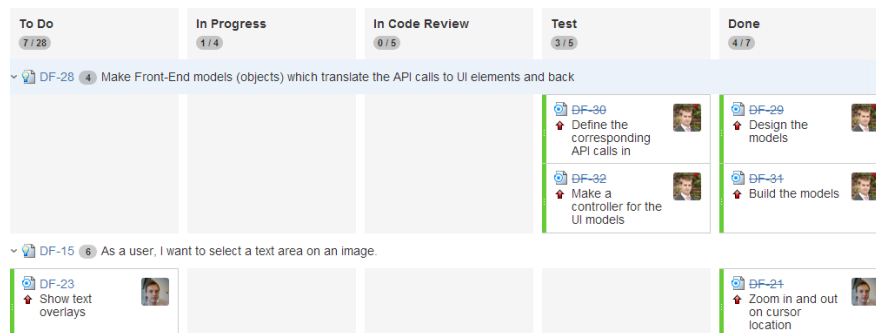 To Do
In Progress
In Code Review
Test
Done
7 / 28
1 / 4
0 / 5
3 / 5
4 / 7
DF-28 4 Make Front-End models (objects) which translate the API calls to UI elements and back
DF-30
Define the
corresponding
API calls in
DF-29
Design the
models
DF-32
Make a
controller for the
UI models
DF-31
Build the models
DF-15 6 As a user, I want to select a text area on an image.
DF-23
Show text
overlays
DF-21
Zoom in and out
on cursor
location